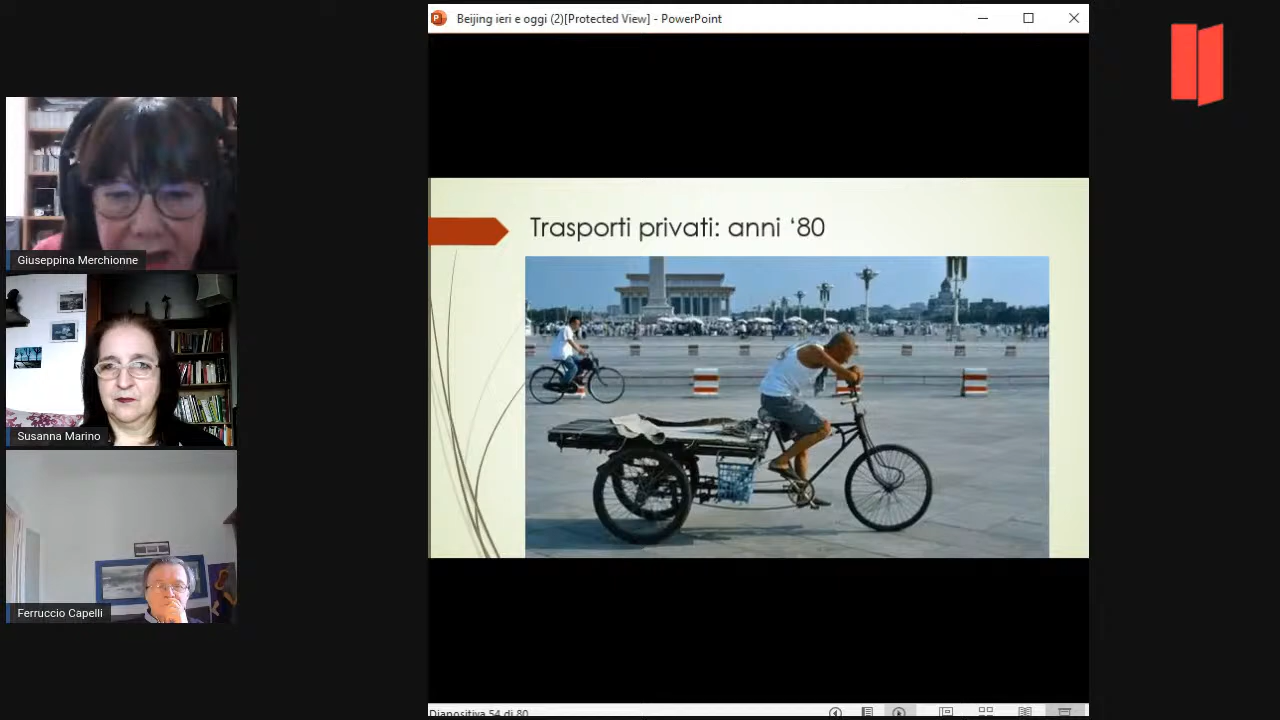 Beijing ieri e oggi (2)[Protected View] - PowerPoint
Trasporti privati: anni ‘80
Giuseppina Merchionne
Susanna Marino
Ferruccio Capelli
Diapositiva 54 di 80